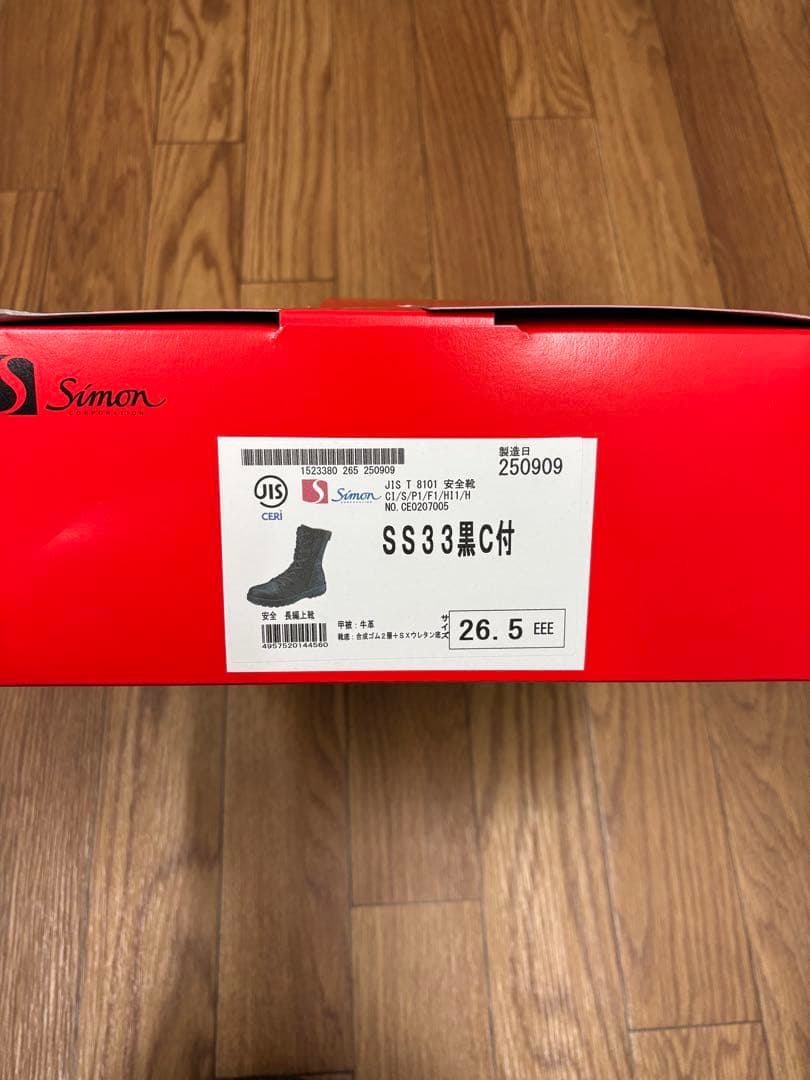 Simon
CORPORATION
1523380 265 250909
製造日
250909
JIS
CERI
Simon
CORPORATION
JIS T 8101 安全靴
CI/S/P1/F1/HI1/H
NO.CE0207005
SS33黒C付
安全 長編上靴
4957520144560
甲被:牛革
靴底:合成ゴム2層+SXウレタン底
サイズ
26.5 EEE